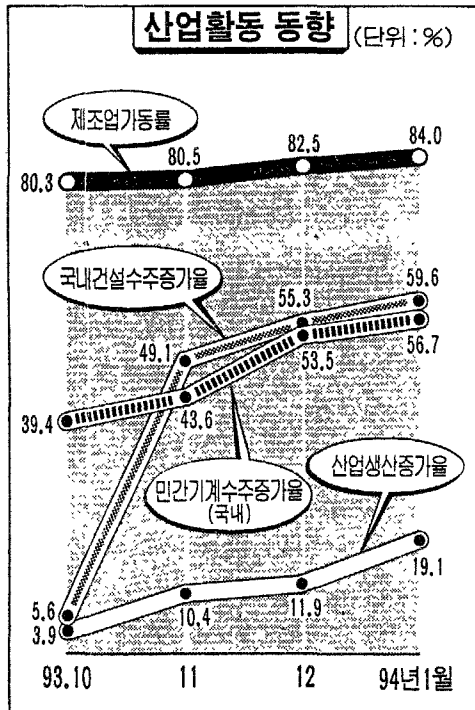 산업활동 동향 (단위:%)
제조업가동률
80.3 80.5 82.5 84.0
국내건설수주증가율
49.1 55.3 59.6
39.4 43.6 53.5 56.7
민간기계수주증가율
(국내)
산업생산증가율
5.6
3.9 10.4 11.9 19.1
93.10 11 12 94년1월